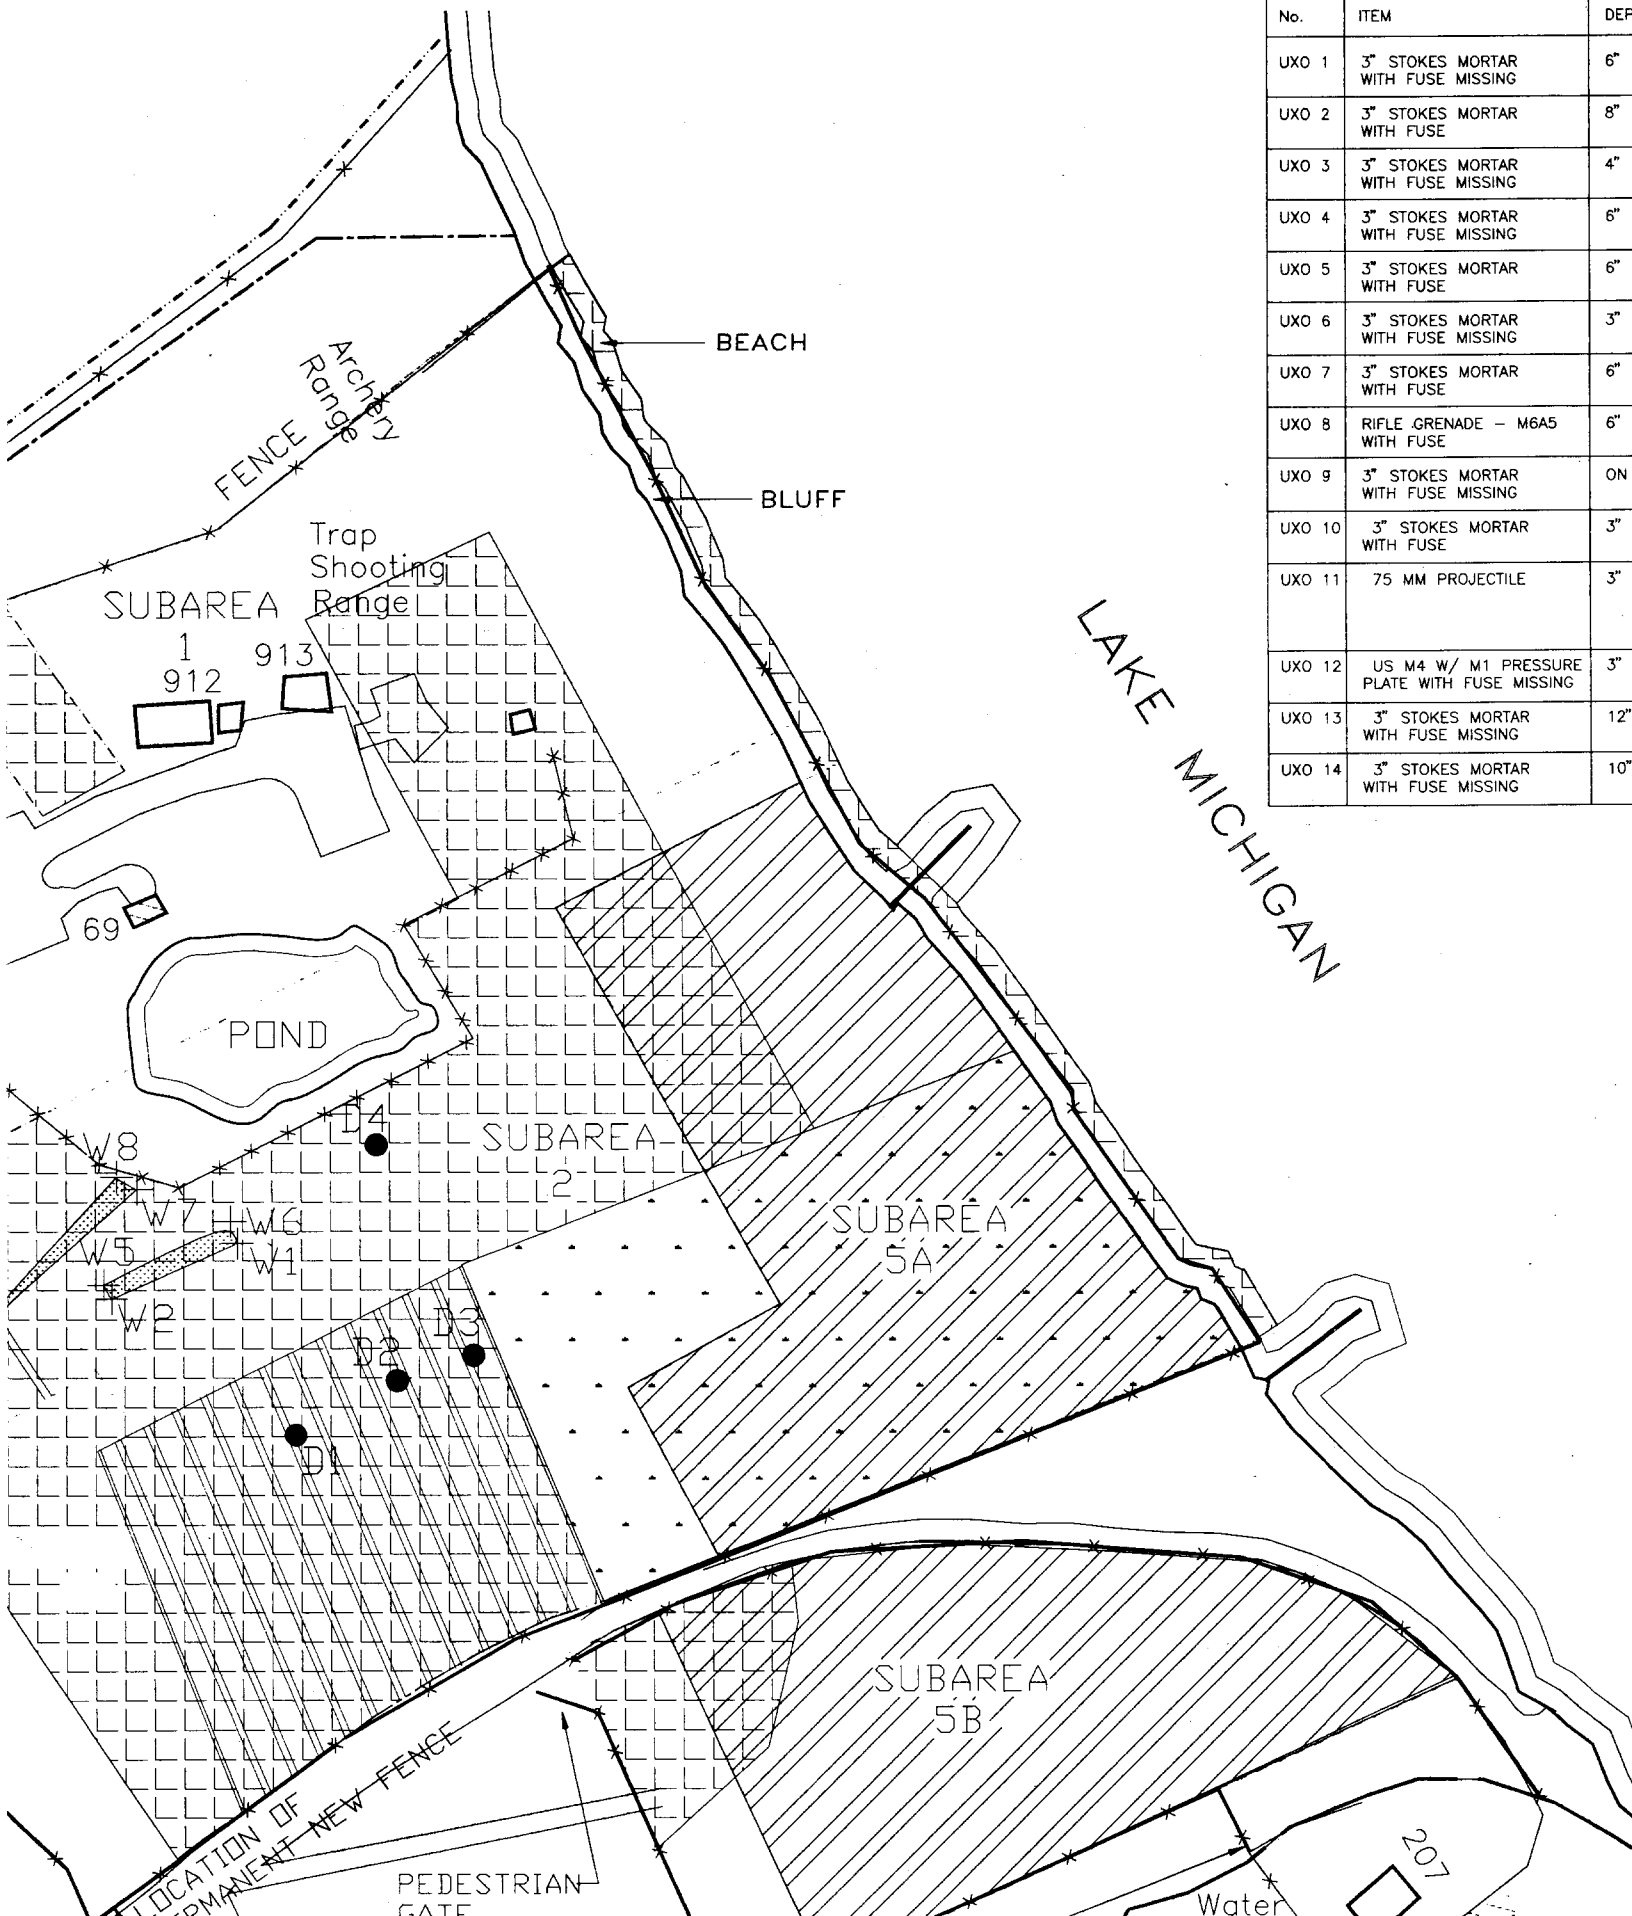 No. ITEM
UXO 1 3" STOKES MORTAR 6"
WITH FUSE MISSING
UXO 2 3" STOKES MORTAR 8"
WITH FUSE
UXO 3 3" STOKES MORTAR 4"
WITH FUSE MISSING
UXO 4 3" STOKES MORTAR 6"
WITH FUSE MISSING
UXO 5 3" STOKES MORTAR 6"
WITH FUSE
UXO 6 3" STOKES MORTAR 3"
WITH FUSE MISSING
UXO 7 3" STOKES MORTAR 6"
WITH FUSE
UXO 8 RIFLE GRENADE – M6A5 6"
WITH FUSE
UXO 9 3" STOKES MORTAR ON
WITH FUSE MISSING
UXO 10 3" STOKES MORTAR 3"
WITH FUSE
UXO 11 75 MM PROJECTILE 3"
UXO 12 US M4 W/ M1 PRESSURE 3"
PLATE WITH FUSE MISSING
UXO 13 3" STOKES MORTAR 12"
WITH FUSE MISSING
UXO 14 3" STOKES MORTAR 10"
WITH FUSE MISSING
BEACH
Archery
Range
FENCE
BLUFF
Trap
Shooting
Range
SUBAREA
1
913
912
LAKE MICHIGAN
69
POND
D4
SUBAREA
2
W8
W7
W6
W5
W1
W2
SUBAREA
5A
D3
D2
D1
SUBAREA
5B
LOCATION OF
NEW FENCE
PEDESTRIAN
GATE
207
Water